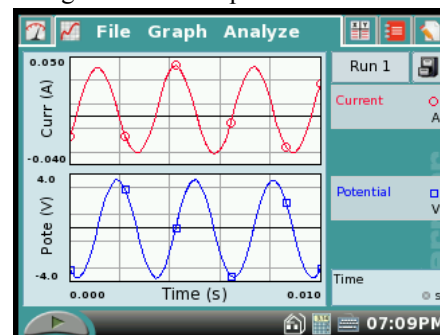 File Graph Analyze
Run 1
0.050
Curr (A)
-0.040
Current
A
4.0
Pote (V)
-4.0
Potential
V
0.000 Time (s) 0.010
Time
s
07:09PM